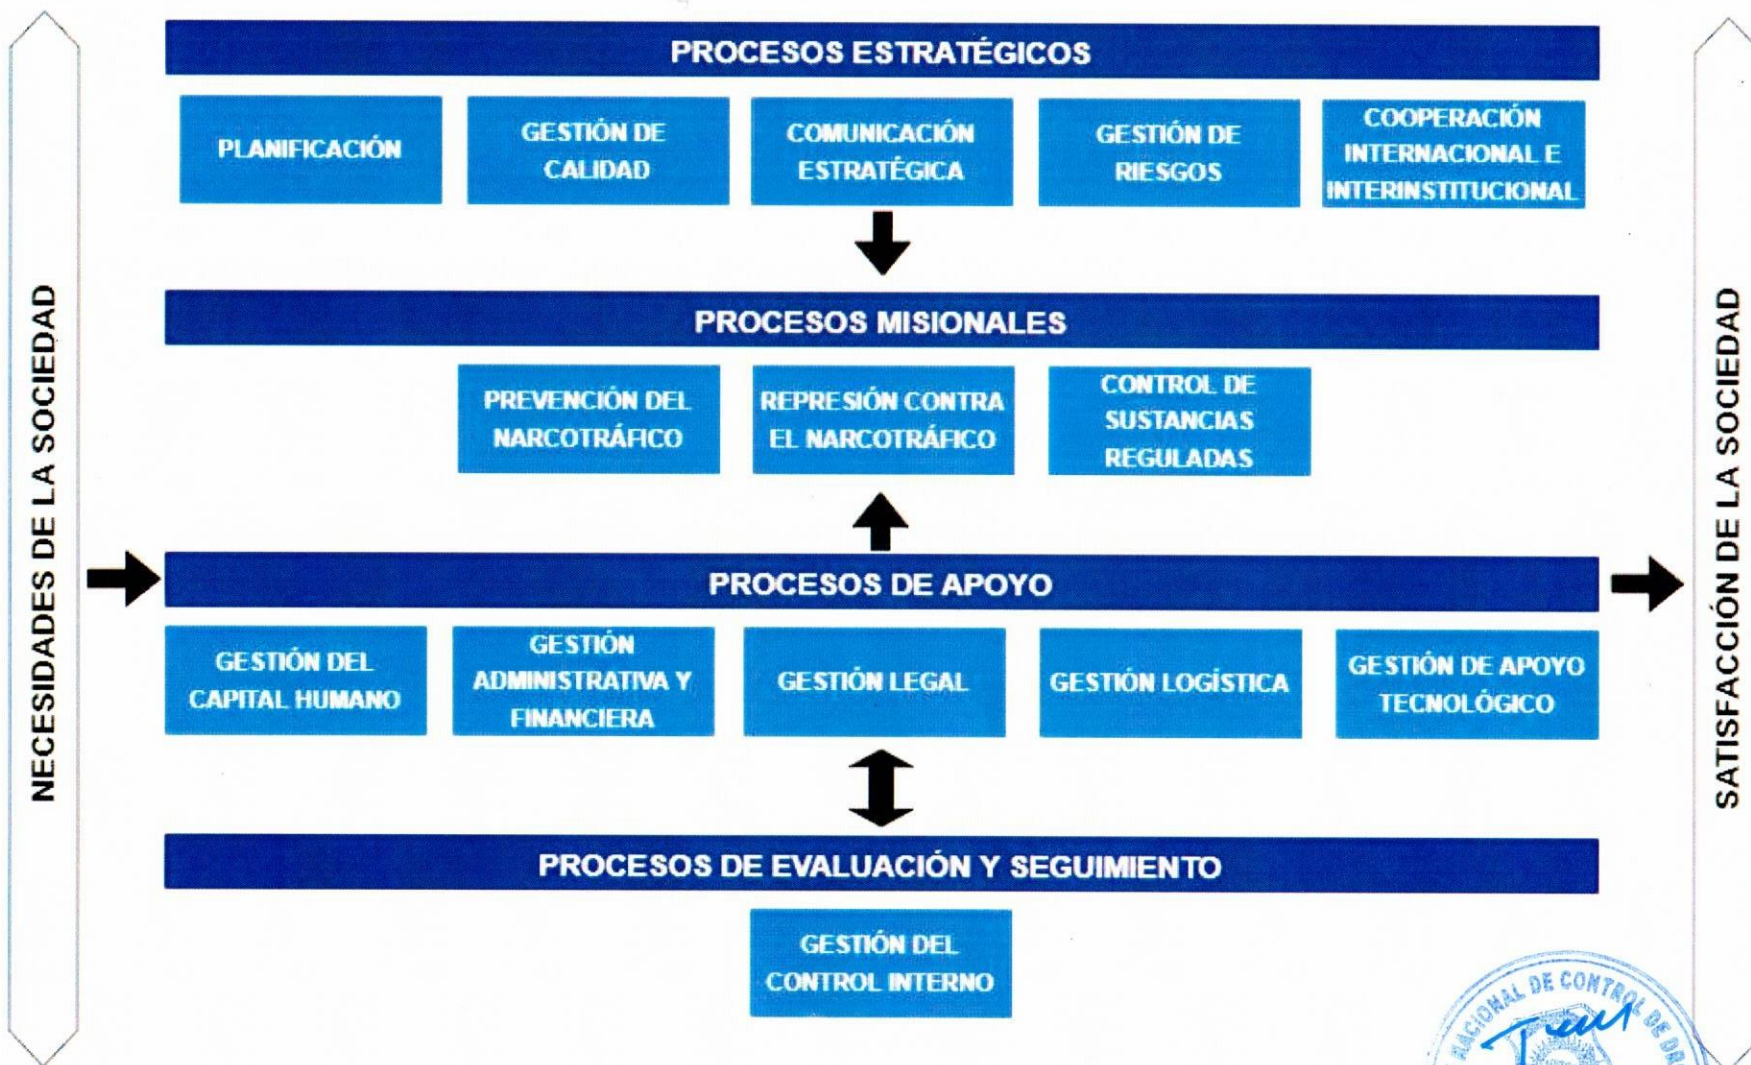 NECESIDADES DE LA SOCIEDAD
PROCESOS ESTRATÉGICOS
PLANIFICACIÓN
GESTIÓN DE
CALIDAD
COMUNICACIÓN
ESTRATÉGICA
GESTIÓN DE
RIESGOS
COOPERACIÓN
INTERNACIONAL E
INTERINSTITUCIONAL
PROCESOS MISIONALES
PREVENCIÓN DEL
NARCOTRÁFICO
REPRESIÓN CONTRA
EL NARCOTRÁFICO
CONTROL DE
SUSTANCIAS
REGULADAS
PROCESOS DE APOYO
GESTIÓN DEL
CAPITAL HUMANO
GESTIÓN
ADMINISTRATIVA Y
FINANCIERA
GESTIÓN LEGAL
GESTIÓN LOGÍSTICA
GESTIÓN DE APOYO
TECNOLÓGICO
PROCESOS DE EVALUACIÓN Y SEGUIMIENTO
GESTIÓN DEL
CONTROL INTERNO
SATISFACCIÓN DE LA SOCIEDAD
NACIONAL DE CONTROL DE